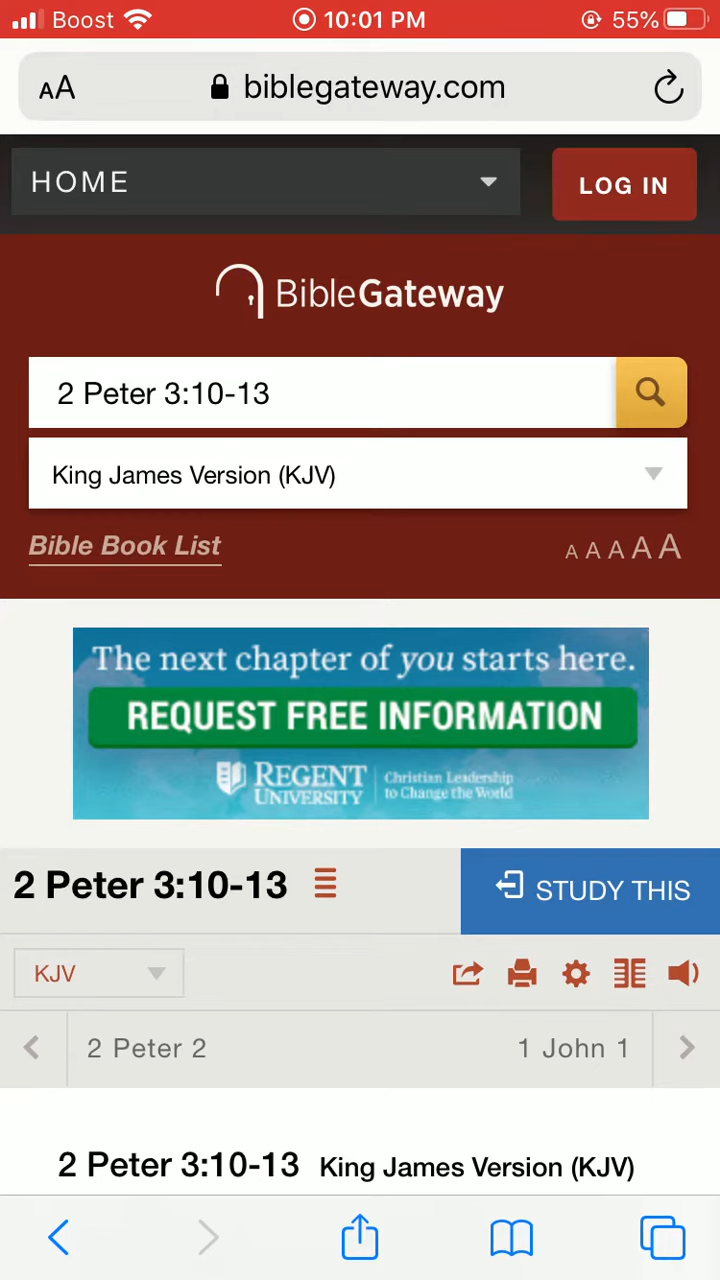 Boost 10:01 PM 55%
AA biblegateway.com
HOME LOG IN
BibleGateway
2 Peter 3:10-13
King James Version (KJV)
Bible Book List A A A A A
The next chapter of you starts here.
REQUEST FREE INFORMATION
REGENT UNIVERSITY Christian Leadership to Change the World
2 Peter 3:10-13 STUDY THIS
KJV
2 Peter 2 1 John 1
2 Peter 3:10-13 King James Version (KJV)